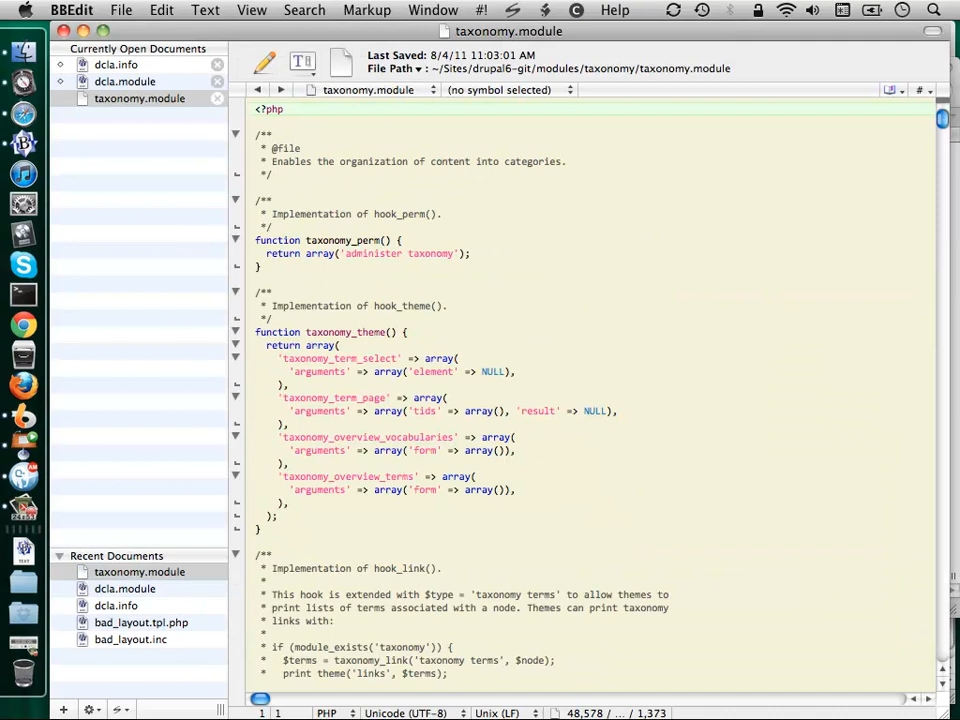 BBEdit File Edit Text View Search Markup Window #! Help
taxonomy.module
Currently Open Documents
dcla.info
dcla.module
taxonomy.module
Last Saved: 8/4/11 11:03:01 AM
File Path ▾ : ~/Sites/drupal6-git/modules/taxonomy/taxonomy.module
taxonomy.module (no symbol selected) #
<?php
/**
* @file
* Enables the organization of content into categories.
*/
/**
* Implementation of hook_perm().
*/
function taxonomy_perm() {
return array('administer taxonomy');
}
/**
* Implementation of hook_theme().
*/
function taxonomy_theme() {
return array(
'taxonomy_term_select' => array(
'arguments' => array('element' => NULL),
),
'taxonomy_term_page' => array(
'arguments' => array('tids' => array(), 'result' => NULL),
),
'taxonomy_overview_vocabularies' => array(
'arguments' => array('form' => array()),
),
'taxonomy_overview_terms' => array(
'arguments' => array('form' => array()),
),
);
}
/**
* Implementation of hook_link().
*
* This hook is extended with $type = 'taxonomy terms' to allow themes to
* print lists of terms associated with a node. Themes can print taxonomy
* links with:
*
* if (module_exists('taxonomy')) {
* $terms = taxonomy_link('taxonomy terms', $node);
* print theme('links', $terms);
Recent Documents
taxonomy.module
dcla.module
dcla.info
bad_layout.tpl.php
bad_layout.inc
1 1 PHP Unicode (UTF-8) Unix (LF) 48,578 / ... / 1,373